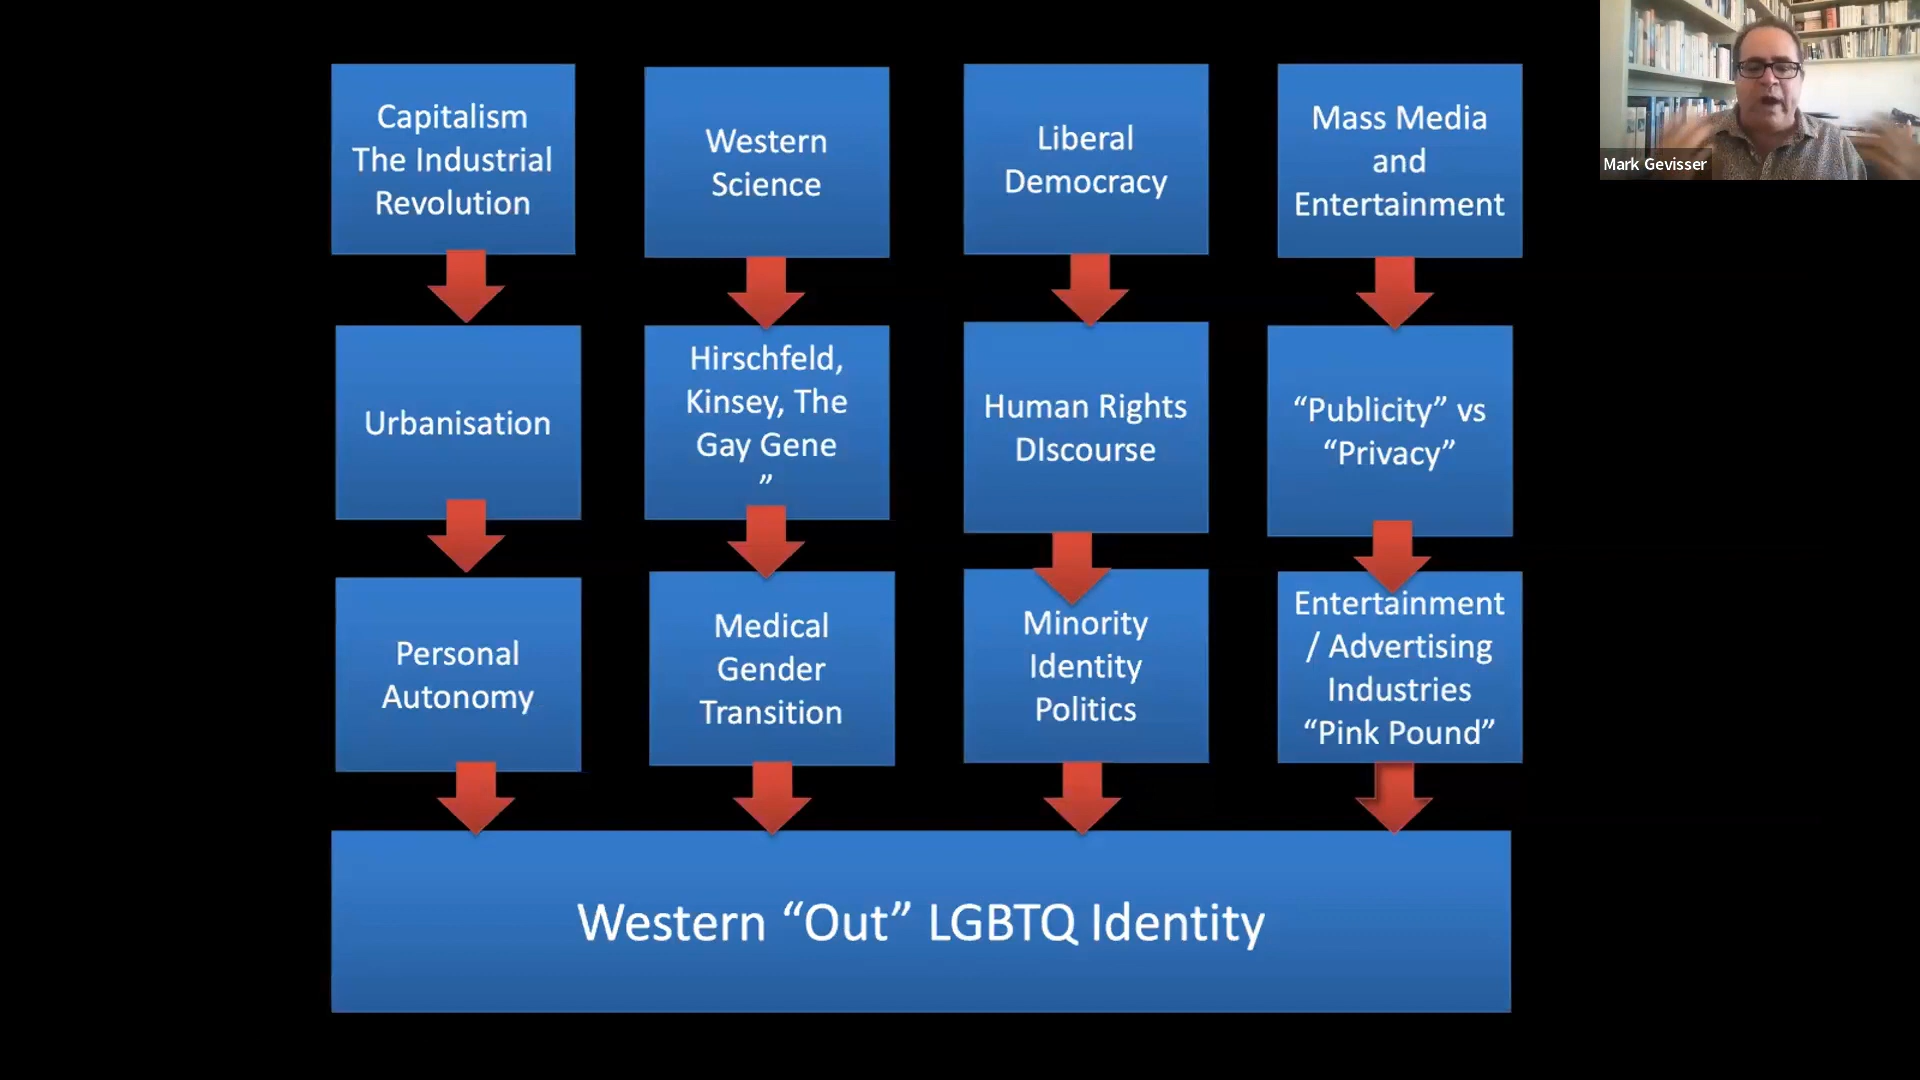 Capitalism
The Industrial
Revolution
Western
Science
Liberal
Democracy
Mass Media
and
Entertainment
Mark Gevisser
Urbanisation
Hirschfeld,
Kinsey, The
Gay Gene
”
Human Rights
DIscourse
“Publicity” vs
“Privacy”
Personal
Autonomy
Medical
Gender
Transition
Minority
Identity
Politics
Entertainment
/ Advertising
Industries
“Pink Pound”
Western “Out” LGBTQ Identity